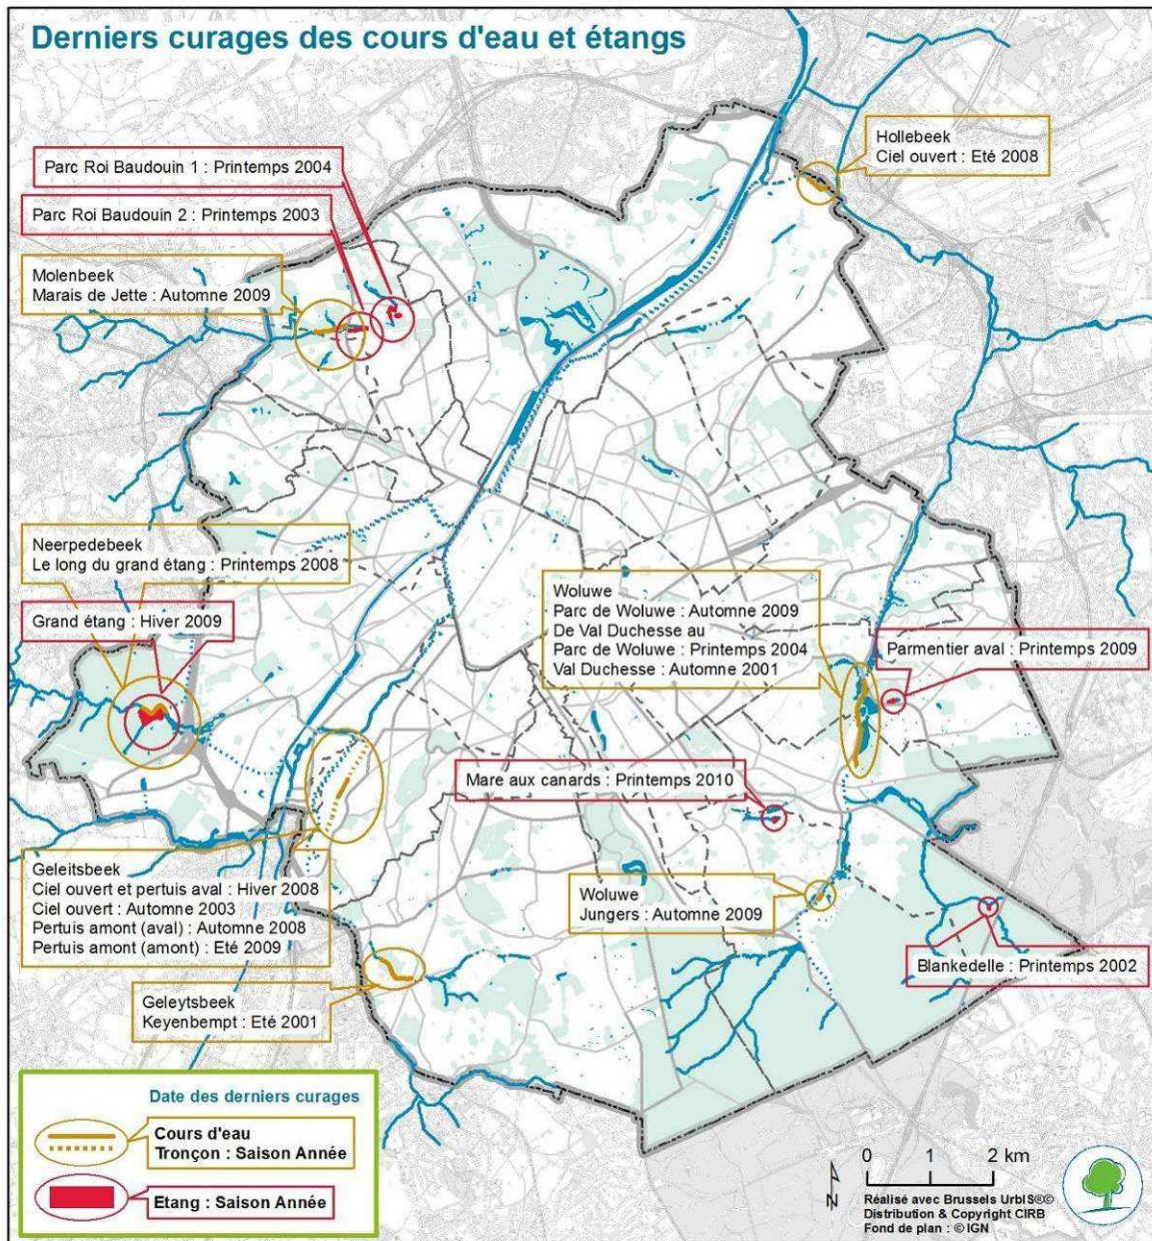 Derniers curages des cours d'eau et étangs
Hollebeek
Ciel ouvert : Eté 2008
Parc Roi Baudouin 1 : Printemps 2004
Parc Roi Baudouin 2 : Printemps 2003
Molenbeek
Marais de Jette : Automne 2009
Neerpedebeek
Le long du grand étang : Printemps 2008
Grand étang : Hiver 2009
Woluwe
Parc de Woluwe : Automne 2009
De Val Duchesse au
Parc de Woluwe : Printemps 2004
Val Duchesse : Automne 2001
Parmentier aval : Printemps 2009
Mare aux canards : Printemps 2010
Geleitsbeek
Ciel ouvert et pertuis aval : Hiver 2008
Ciel ouvert : Automne 2003
Pertuis amont (aval) : Automne 2008
Pertuis amont (amont) : Eté 2009
Woluwe
Jungers : Automne 2009
Blankedelle : Printemps 2002
Geleytsbeek
Keyenbempt : Eté 2001
Date des derniers curages
Cours d'eau
Tronçon : Saison Année
Etang : Saison Année
N
0 1 2 km
Réalisé avec Brussels UrbIS®©
Distribution & Copyright CIRB
Fond de plan : © IGN